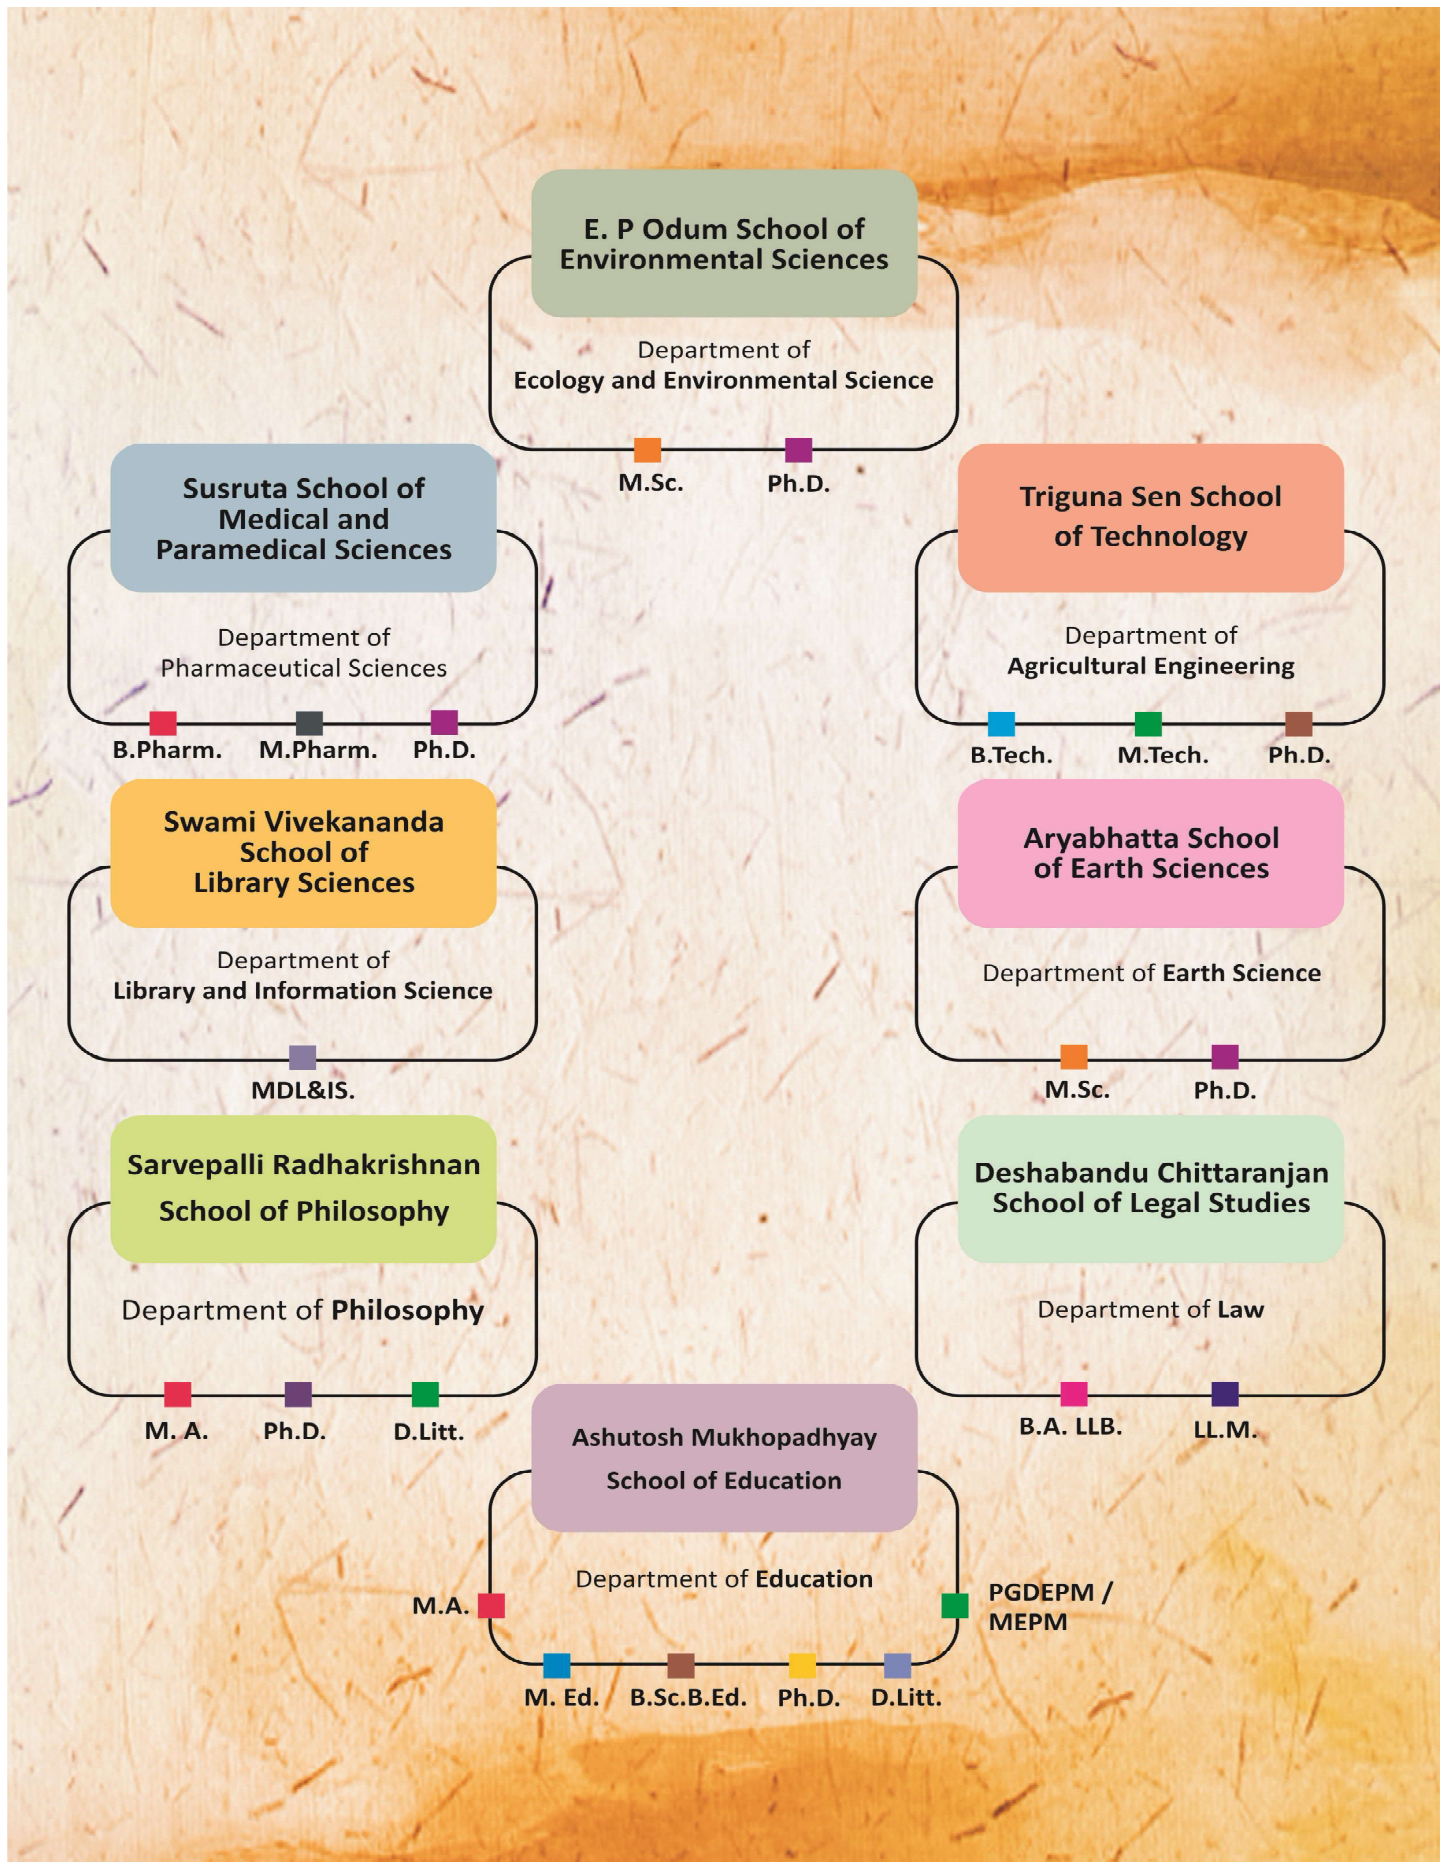 E. P Odum School of
Environmental Sciences
Department of
Ecology and Environmental Science
M.Sc. Ph.D.
Susruta School of
Medical and
Paramedical Sciences
Department of
Pharmaceutical Sciences
B.Pharm. M.Pharm. Ph.D.
Triguna Sen School
of Technology
Department of
Agricultural Engineering
B.Tech. M.Tech. Ph.D.
Swami Vivekananda
School of
Library Sciences
Department of
Library and Information Science
MDL&IS.
Aryabhatta School
of Earth Sciences
Department of Earth Science
M.Sc. Ph.D.
Sarvepalli Radhakrishnan
School of Philosophy
Department of Philosophy
M. A. Ph.D. D.Litt.
Deshabandu Chittaranjan
School of Legal Studies
Department of Law
B.A. LLB. LL.M.
Ashutosh Mukhopadhyay
School of Education
Department of Education
M.A.
PGDEPM /
MEPM
M. Ed. B.Sc.B.Ed. Ph.D. D.Litt.